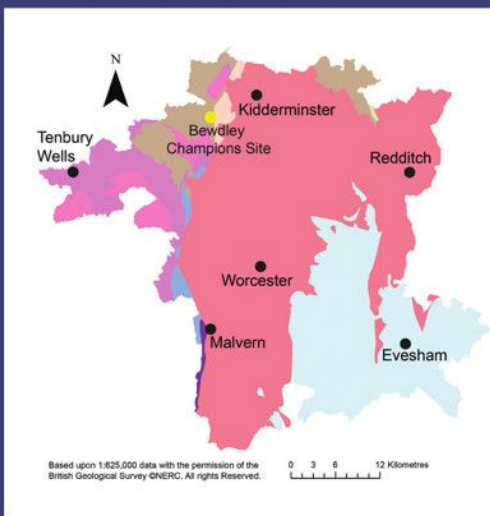 N
Kidderminster
Bewdley
Champions Site
Tenbury
Wells
Redditch
Worcester
Malvern
Evesham
Based upon 1:625,000 data with the permission of the
British Geological Survey ©NERC. All rights Reserved.
0 3 6 12 Kilometres